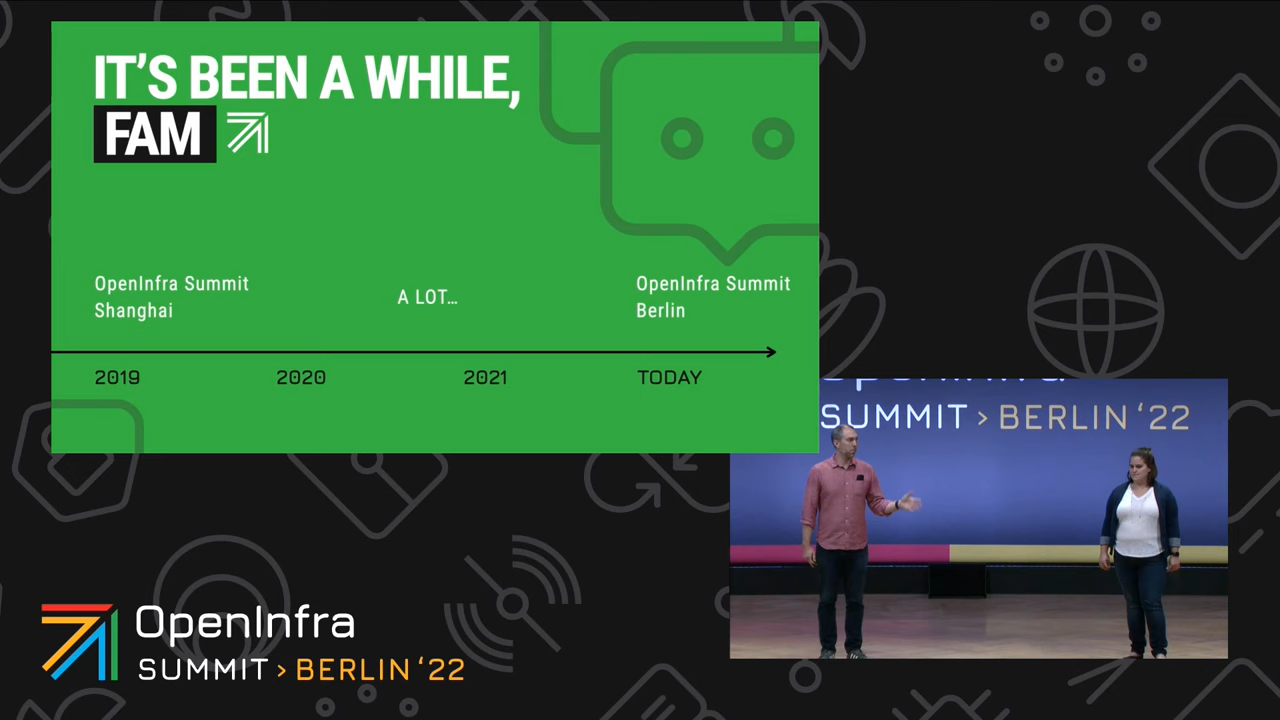 IT'S BEEN A WHILE,
FAM
OpenInfra Summit
Shanghai
A LOT...
OpenInfra Summit
Berlin
2019
2020
2021
TODAY
OpenInfra
SUMMIT > BERLIN '22
OpenInfra
SUMMIT > BERLIN '22